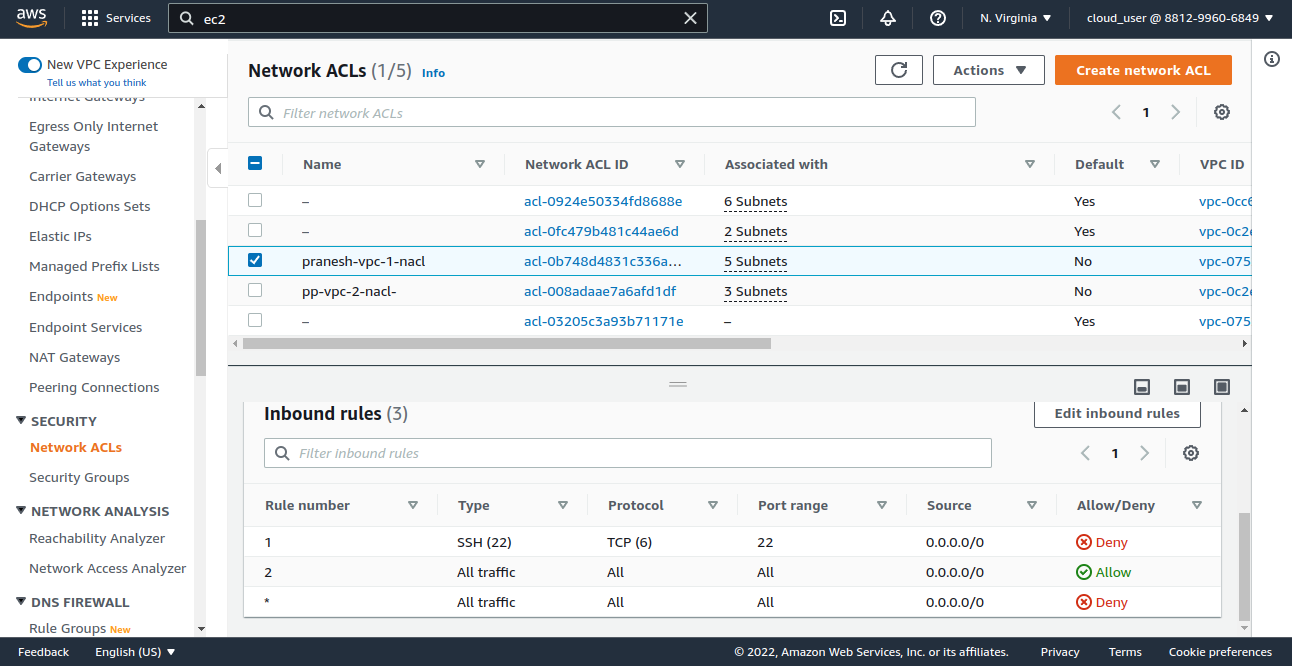 aws Services ec2 N. Virginia ▼ cloud_user @ 8812-9960-6849 ▼
New VPC Experience
Tell us what you think
Internet Gateways
Egress Only Internet
Gateways
Carrier Gateways
DHCP Option Sets
Elastic IPs
Managed Prefix Lists
Endpoints New
Endpoint Services
NAT Gateways
Peering Connections
▼ SECURITY
Network ACLs
Security Groups
▼ NETWORK ANALYSIS
Reachability Analyzer
Network Access Analyzer
▼ DNS FIREWALL
Rule Groups New
Network ACLs (1/5) Info Actions ▼ Create network ACL
Filter network ACLs 1
Name Network ACL ID Associated with Default VPC ID
– acl-0924e50334fd8688e 6 Subnets Yes vpc-0cc6
– acl-0fc479b481c44ae6d 2 Subnets Yes vpc-0c2
pranesh-vpc-1-nacl acl-0b748d4831c336a... 5 Subnets No vpc-075
pp-vpc-2-nacl- acl-008adaae7a6afd1df 3 Subnets No vpc-0c2
– acl-03205c3a93b71171e – Yes vpc-075
Inbound rules (3) Edit inbound rules
Filter inbound rules 1
Rule number Type Protocol Port range Source Allow/Deny
1 SSH (22) TCP (6) 22 0.0.0.0/0 Deny
2 All traffic All All 0.0.0.0/0 Allow
* All traffic All All 0.0.0.0/0 Deny
Feedback English (US) ▼ © 2022, Amazon Web Services, Inc. or its affiliates. Privacy Terms Cookie preferences